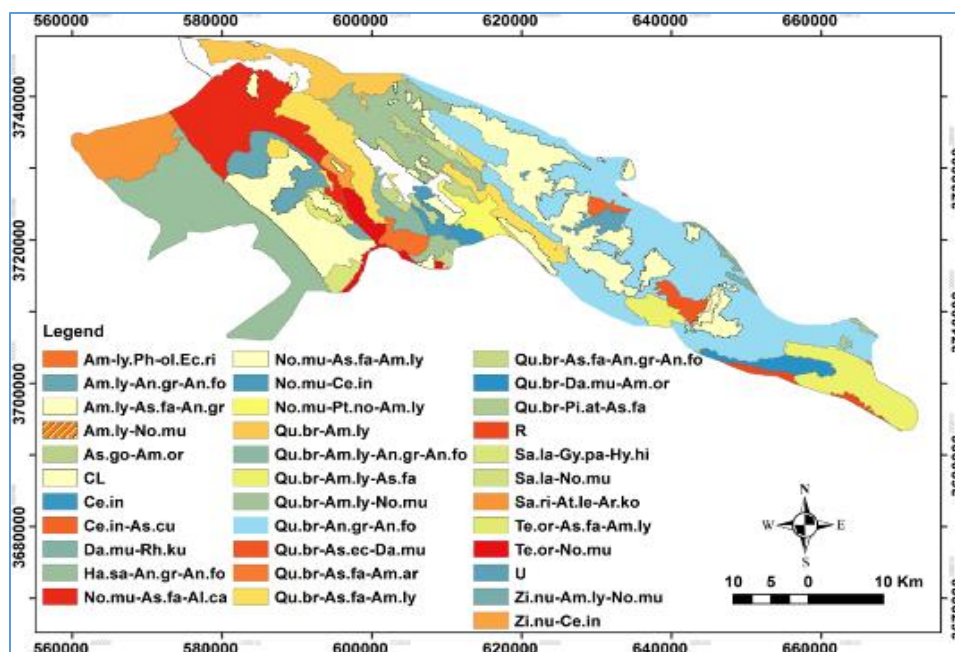 560000 580000 600000 620000 640000 660000
3740000
3720000 3720000
3700000
3680000 3680000
Legend
Am-ly.Ph-ol.Ec.ri
Am.ly-An.gr-An.fo
Am.ly-As.fa-An.gr
Am.ly-No.mu
As.go-Am.or
CL
Ce.in
Ce.in-As.cu
Da.mu-Rh.ku
Ha.sa-An.gr-An.fo
No.mu-As.fa-Al.ca
No.mu-As.fa-Am.ly
No.mu-Ce.in
No.mu-Pt.no-Am.ly
Qu.br-Am.ly
Qu.br-Am.ly-An.gr-An.fo
Qu.br-Am.ly-As.fa
Qu.br-Am.ly-No.mu
Qu.br-An.gr-An.fo
Qu.br-As.ec-Da.mu
Qu.br-As.fa-Am.ar
Qu.br-As.fa-Am.ly
Qu.br-As.fa-An.gr-An.fo
Qu.br-Da.mu-Am.or
Qu.br-Pi.at-As.fa
R
Sa.la-Gy.pa-Hy.hi
Sa.la-No.mu
Sa.ri-At.le-Ar.ko
Te.or-As.fa-Am.ly
Te.or-No.mu
U
Zi.nu-Am.ly-No.mu
Zi.nu-Ce.in
N
W E
S
10 5 0 10 Km
560000 580000 600000 620000 640000 660000